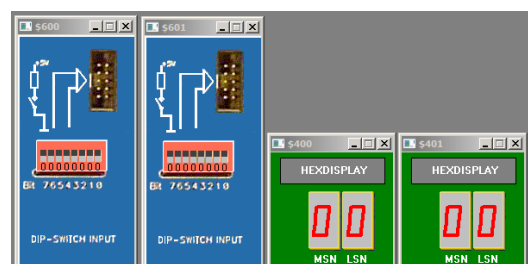 $600
+5V
Bit 76543210
DIP-SWITCH INPUT
$601
+5V
Bit 76543210
DIP-SWITCH INPUT
$400
HEXDISPLAY
00
MSN LSN
$401
HEXDISPLAY
00
MSN LSN